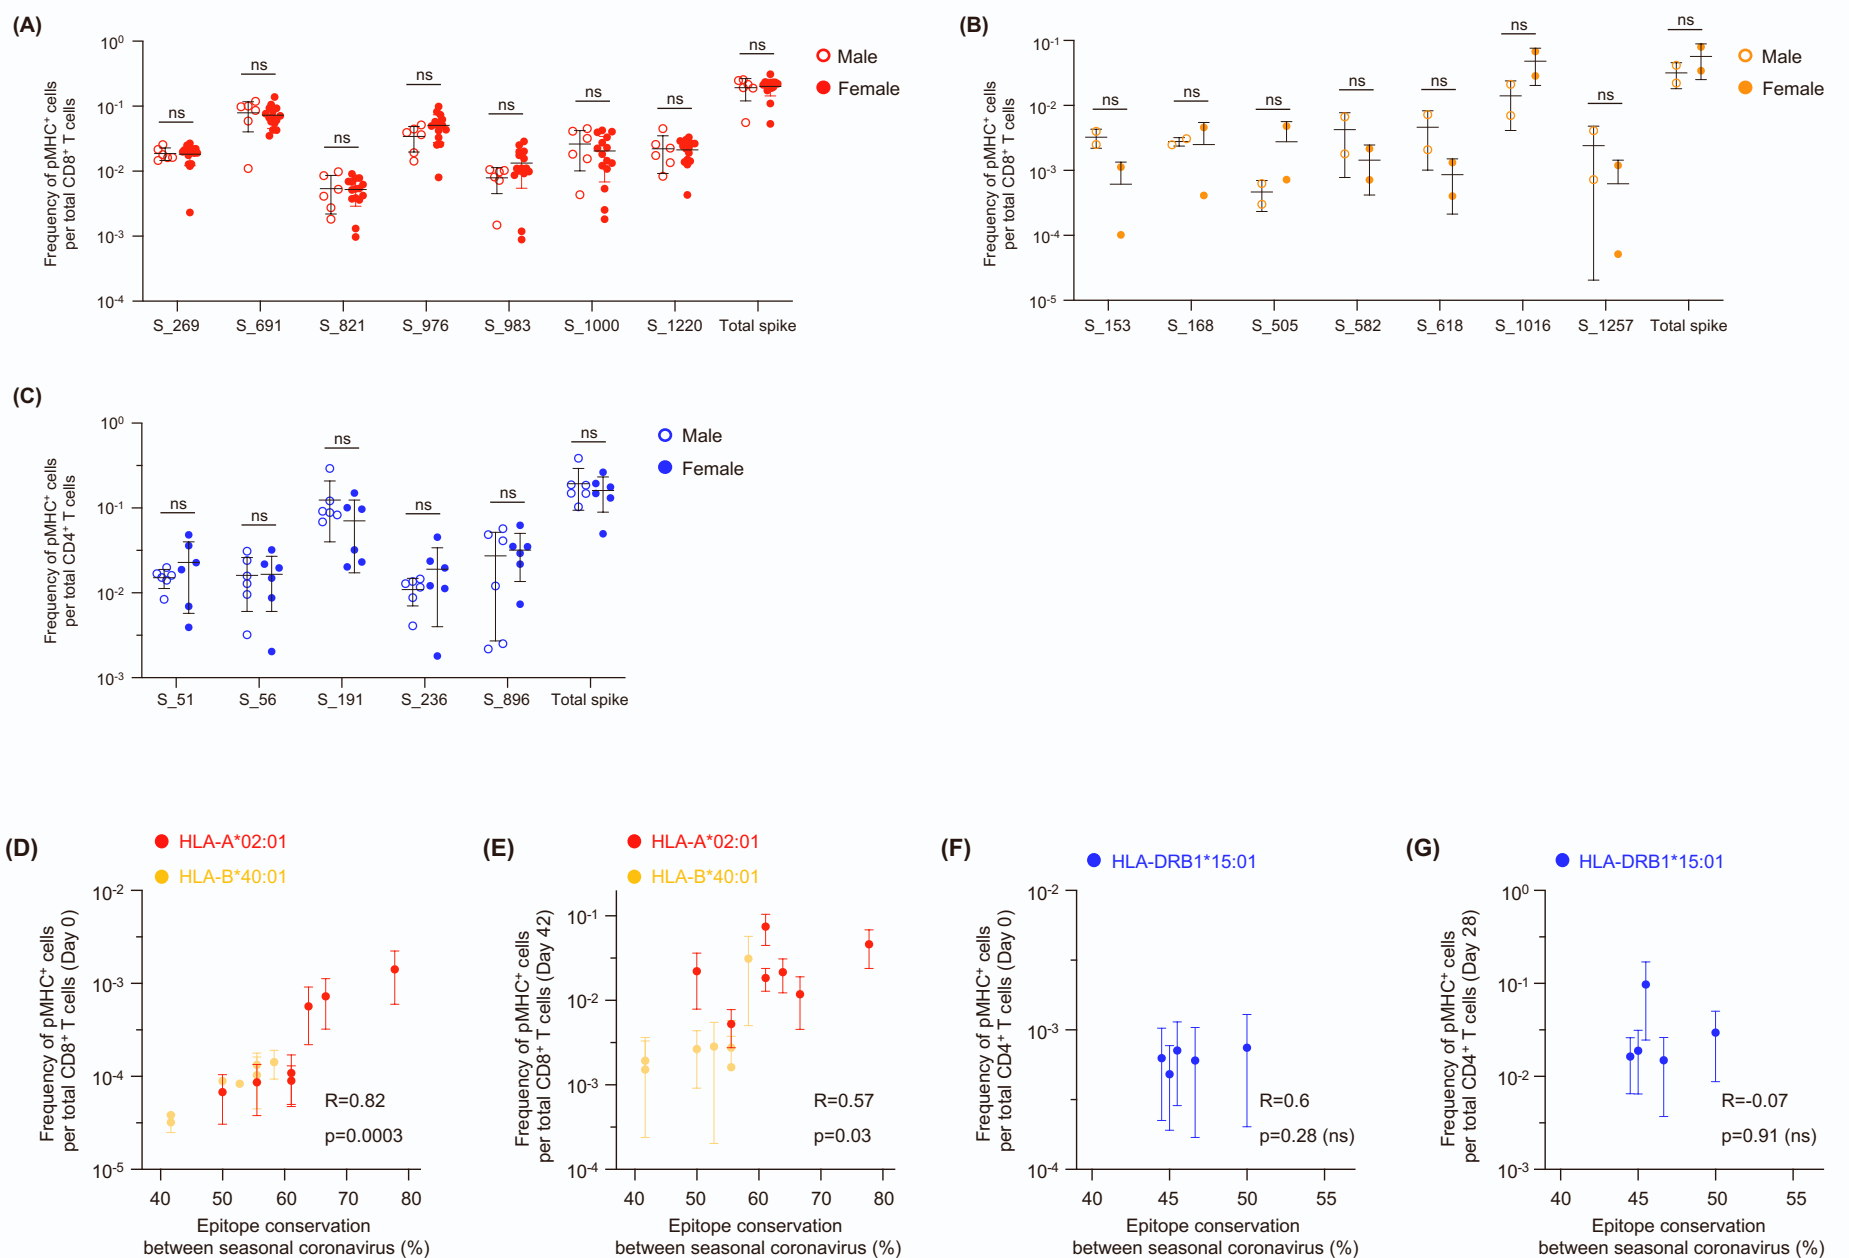 (A)
Frequency of pMHC⁺ cells
per total CD8⁺ T cells
10⁰
10⁻¹
10⁻²
10⁻³
10⁻⁴
ns ns ns ns ns ns ns ns
S_269 S_691 S_821 S_976 S_983 S_1000 S_1220 Total spike
Male
Female
(B)
Frequency of pMHC⁺ cells
per total CD8⁺ T cells
10⁻¹
10⁻²
10⁻³
10⁻⁴
10⁻⁵
ns ns ns ns ns ns ns ns
S_153 S_168 S_505 S_582 S_618 S_1016 S_1257 Total spike
Male
Female
(C)
Frequency of pMHC⁺ cells
per total CD4⁺ T cells
10⁰
10⁻¹
10⁻²
10⁻³
ns ns ns ns ns ns
S_51 S_56 S_191 S_236 S_896 Total spike
Male
Female
(D)
HLA-A*02:01
HLA-B*40:01
Frequency of pMHC⁺ cells
per total CD8⁺ T cells (Day 0)
10⁻²
10⁻³
10⁻⁴
10⁻⁵
R=0.82
p=0.0003
40 50 60 70 80
Epitope conservation
between seasonal coronavirus (%)
(E)
HLA-A*02:01
HLA-B*40:01
Frequency of pMHC⁺ cells
per total CD8⁺ T cells (Day 42)
10⁻¹
10⁻²
10⁻³
10⁻⁴
R=0.57
p=0.03
40 50 60 70 80
Epitope conservation
between seasonal coronavirus (%)
(F)
HLA-DRB1*15:01
Frequency of pMHC⁺ cells
per total CD4⁺ T cells (Day 0)
10⁻²
10⁻³
10⁻⁴
R=0.6
p=0.28 (ns)
40 45 50 55
Epitope conservation
between seasonal coronavirus (%)
(G)
HLA-DRB1*15:01
Frequency of pMHC⁺ cells
per total CD4⁺ T cells (Day 28)
10⁰
10⁻¹
10⁻²
10⁻³
R=-0.07
p=0.91 (ns)
40 45 50 55
Epitope conservation
between seasonal coronavirus (%)